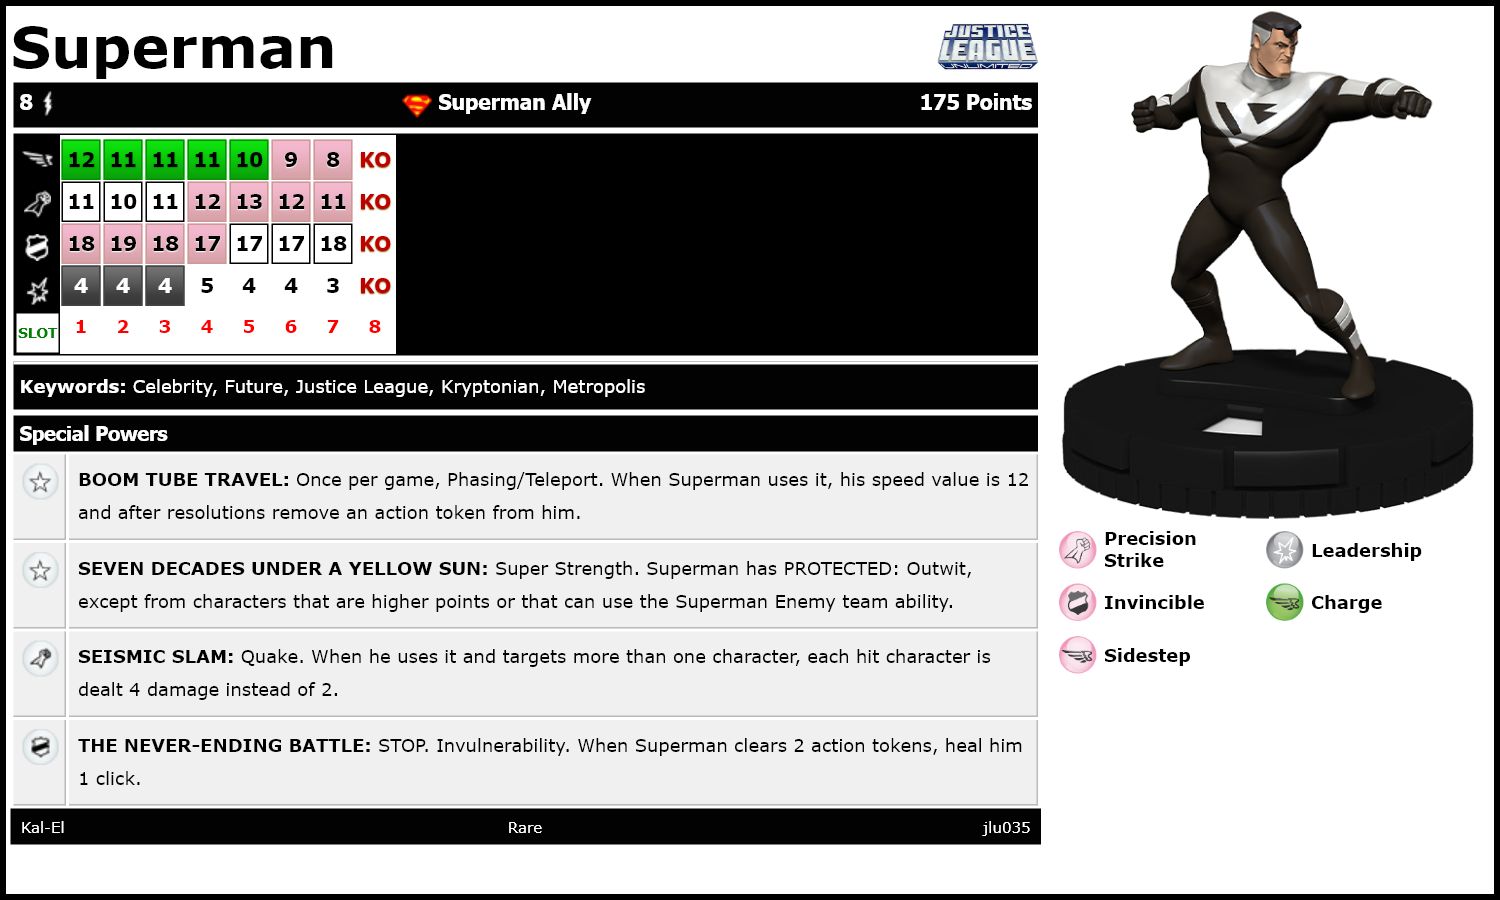 Superman
JUSTICE
LEAGUE
UNLIMITED
8 Superman Ally 175 Points
12 11 11 11 10 9 8 KO
11 10 11 12 13 12 11 KO
18 19 18 17 17 17 18 KO
4 4 4 5 4 4 3 KO
SLOT 1 2 3 4 5 6 7 8
Keywords: Celebrity, Future, Justice League, Kryptonian, Metropolis
Special Powers
BOOM TUBE TRAVEL: Once per game, Phasing/Teleport. When Superman uses it, his speed value is 12
and after resolutions remove an action token from him.
SEVEN DECADES UNDER A YELLOW SUN: Super Strength. Superman has PROTECTED: Outwit,
except from characters that are higher points or that can use the Superman Enemy team ability.
SEISMIC SLAM: Quake. When he uses it and targets more than one character, each hit character is
dealt 4 damage instead of 2.
THE NEVER-ENDING BATTLE: STOP. Invulnerability. When Superman clears 2 action tokens, heal him
1 click.
Kal-El Rare jlu035
Precision
Strike
Leadership
Invincible
Charge
Sidestep